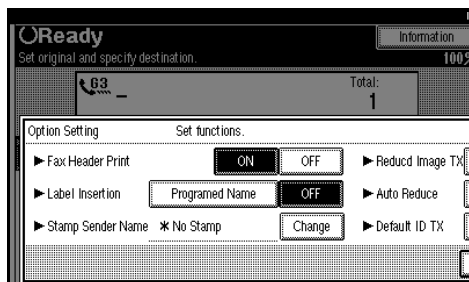 Ready
Information
Set original and specify destination.
100%
G3
Total:
1
Option Setting
Set functions.
► Fax Header Print
ON
OFF
► Reducd Image TX
► Label Insertion
Programed Name
OFF
► Auto Reduce
► Stamp Sender Name
* No Stamp
Change
► Default ID TX